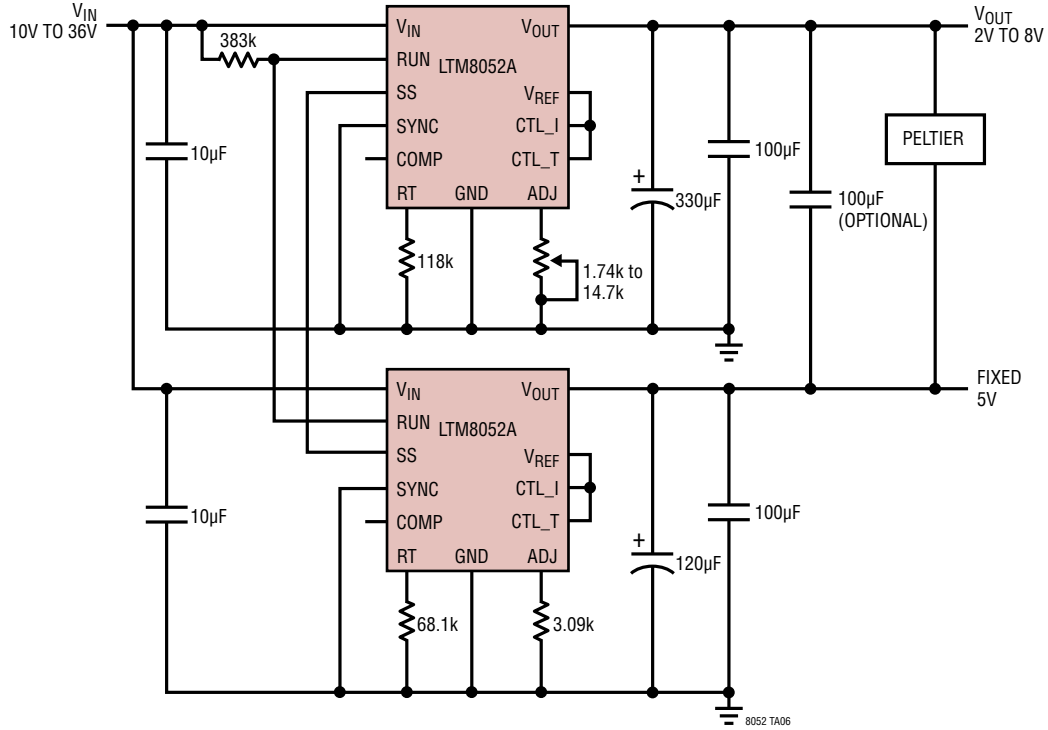 VIN
10V TO 36V
383k
VIN
RUN
SS
SYNC
COMP
RT
GND
ADJ
LTM8052A
VOUT
VREF
CTL_I
CTL_T
10µF
118k
1.74k to
14.7k
+
330µF
100µF
100µF
(OPTIONAL)
PELTIER
VOUT
2V TO 8V
VIN
RUN
SS
SYNC
COMP
RT
GND
ADJ
LTM8052A
VOUT
VREF
CTL_I
CTL_T
10µF
68.1k
3.09k
+
120µF
100µF
FIXED
5V
8052 TA06